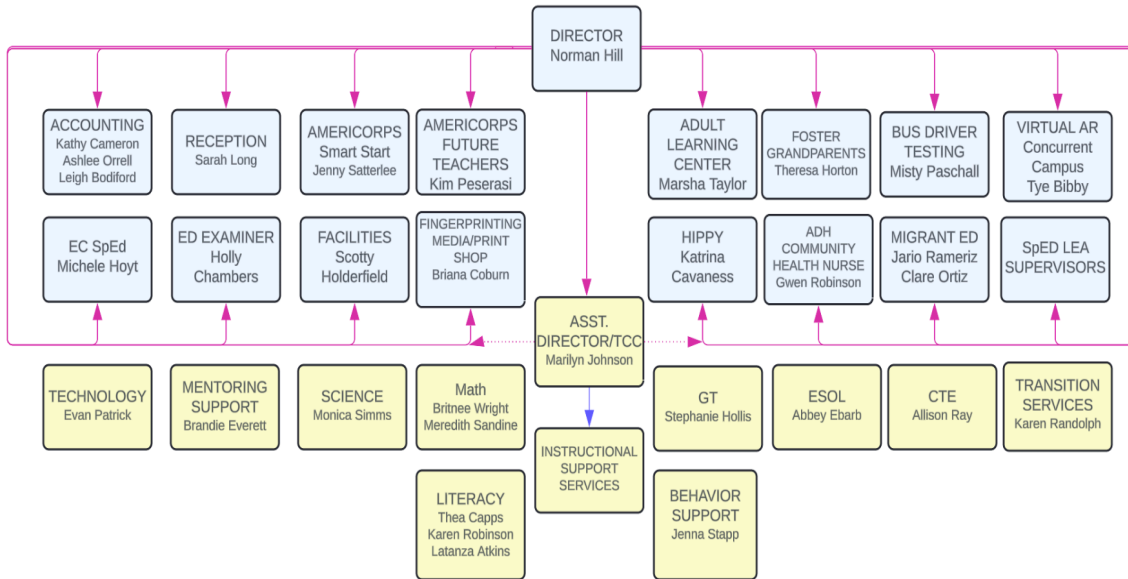 DIRECTOR
Norman Hill
ACCOUNTING
Kathy Cameron
Ashlee Orrell
Leigh Bodiford
RECEPTION
Sarah Long
AMERICORPS
Smart Start
Jenny Satterlee
AMERICORPS
FUTURE
TEACHERS
Kim Peserasi
ADULT
LEARNING
CENTER
Marsha Taylor
FOSTER
GRANDPARENTS
Theresa Horton
BUS DRIVER
TESTING
Misty Paschall
VIRTUAL AR
Concurrent
Campus
Tye Bibby
EC SpEd
Michele Hoyt
ED EXAMINER
Holly
Chambers
FACILITIES
Scotty
Holderfield
FINGERPRINTING
MEDIA/PRINT
SHOP
Briana Coburn
HIPPY
Katrina
Cavaness
ADH
COMMUNITY
HEALTH NURSE
Gwen Robinson
MIGRANT ED
Jario Rameriz
Clare Ortiz
SpED LEA
SUPERVISORS
ASST.
DIRECTOR/TCC
Marilyn Johnson
TECHNOLOGY
Evan Patrick
MENTORING
SUPPORT
Brandie Everett
SCIENCE
Monica Simms
Math
Britnee Wright
Meredith Sandine
GT
Stephanie Hollis
ESOL
Abbey Ebarb
CTE
Allison Ray
TRANSITION
SERVICES
Karen Randolph
INSTRUCTIONAL
SUPPORT
SERVICES
LITERACY
Thea Capps
Karen Robinson
Latanza Atkins
BEHAVIOR
SUPPORT
Jenna Stapp